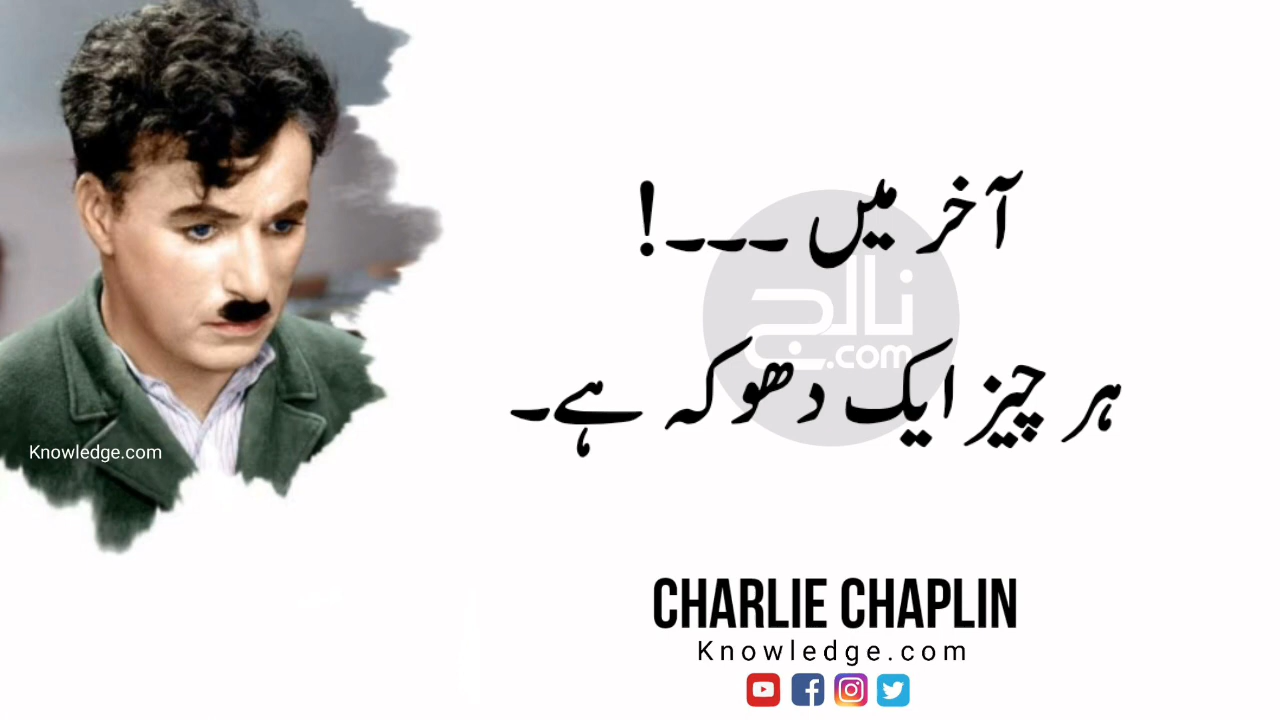 آخر میں ۔۔۔!
نالج
.com
ہر چیز ایک دھوکہ ہے۔
Knowledge.com
CHARLIE CHAPLIN
Knowledge.com